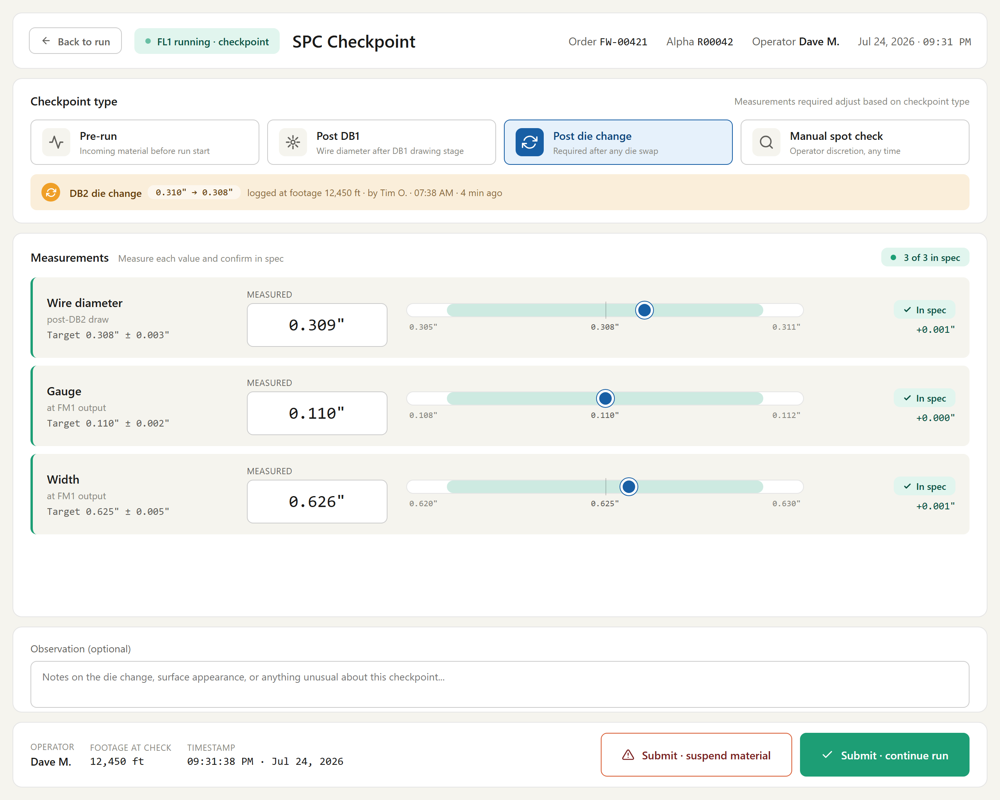 Back to run
FL1 running · checkpoint
SPC Checkpoint
Order FW-00421
Alpha R00042
Operator Dave M.
Jul 24, 2026 · 09:31 PM
Checkpoint type
Measurements required adjust based on checkpoint type
Pre-run
Incoming material before run start
Post DB1
Wire diameter after DB1 drawing stage
Post die change
Required after any die swap
Manual spot check
Operator discretion, any time
DB2 die change 0.310" → 0.308" logged at footage 12,450 ft · by Tim O. · 07:38 AM · 4 min ago
Measurements
Measure each value and confirm in spec
3 of 3 in spec
Wire diameter
post-DB2 draw
Target 0.308" ± 0.003"
MEASURED
0.309"
0.305"
0.308"
0.311"
In spec
+0.001"
Gauge
at FM1 output
Target 0.110" ± 0.002"
MEASURED
0.110"
0.108"
0.110"
0.112"
In spec
+0.000"
Width
at FM1 output
Target 0.625" ± 0.005"
MEASURED
0.626"
0.620"
0.625"
0.630"
In spec
+0.001"
Observation (optional)
Notes on the die change, surface appearance, or anything unusual about this checkpoint...
OPERATOR
Dave M.
FOOTAGE AT CHECK
12,450 ft
TIMESTAMP
09:31:38 PM · Jul 24, 2026
Submit · suspend material
Submit · continue run